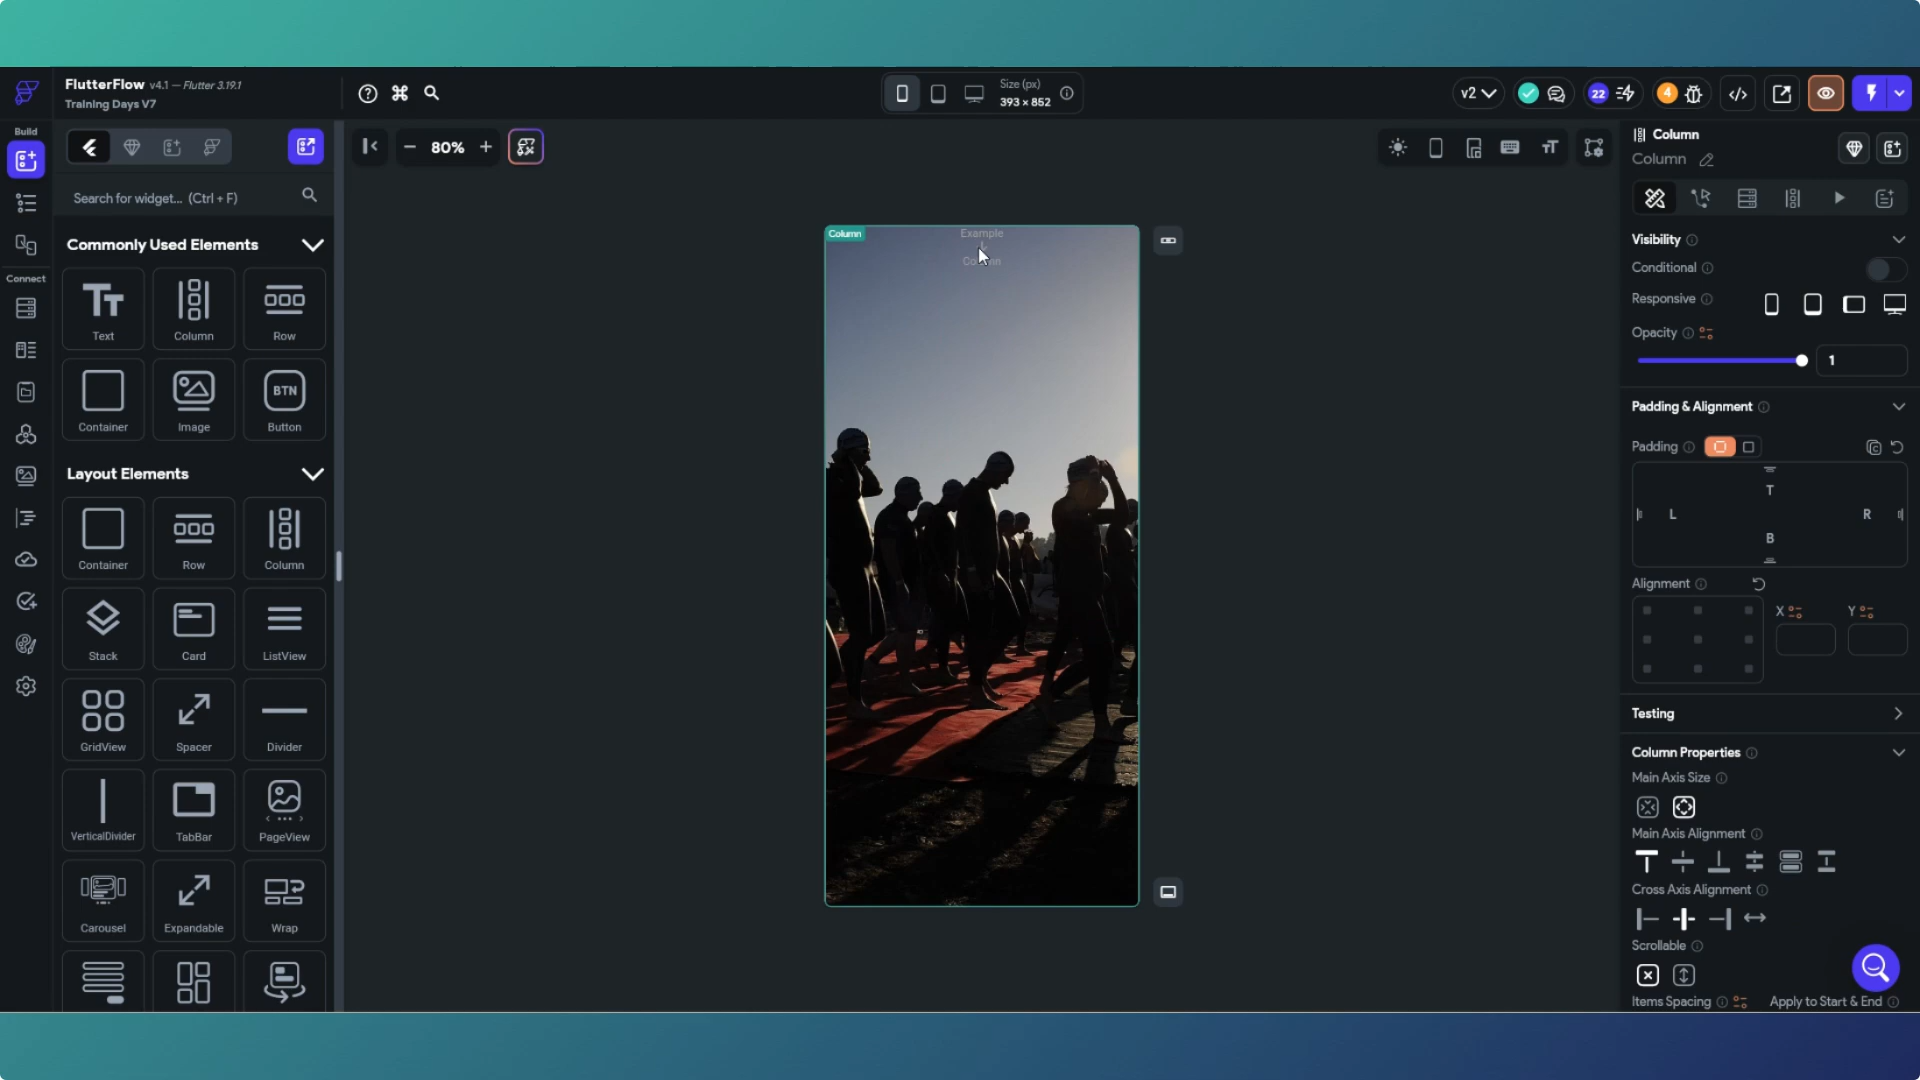 FlutterFlow v4.1 — Flutter 3.19.1
Training Days V7
Size (px)
393 × 852
v2
22
4
Build
Connect
80%
Search for widget... (Ctrl + F)
Commonly Used Elements
Text
Column
Row
Container
Image
BTN
Button
Layout Elements
Container
Row
Column
Stack
Card
ListView
GridView
Spacer
Divider
VerticalDivider
TabBar
PageView
Carousel
Expandable
Wrap
Column
Example
Column
Column
Column
Visibility
Conditional
Responsive
Opacity
1
Padding & Alignment
Padding
T
L
R
B
Alignment
X
Y
Testing
Column Properties
Main Axis Size
Main Axis Alignment
Cross Axis Alignment
Scrollable
Items Spacing
Apply to Start & End